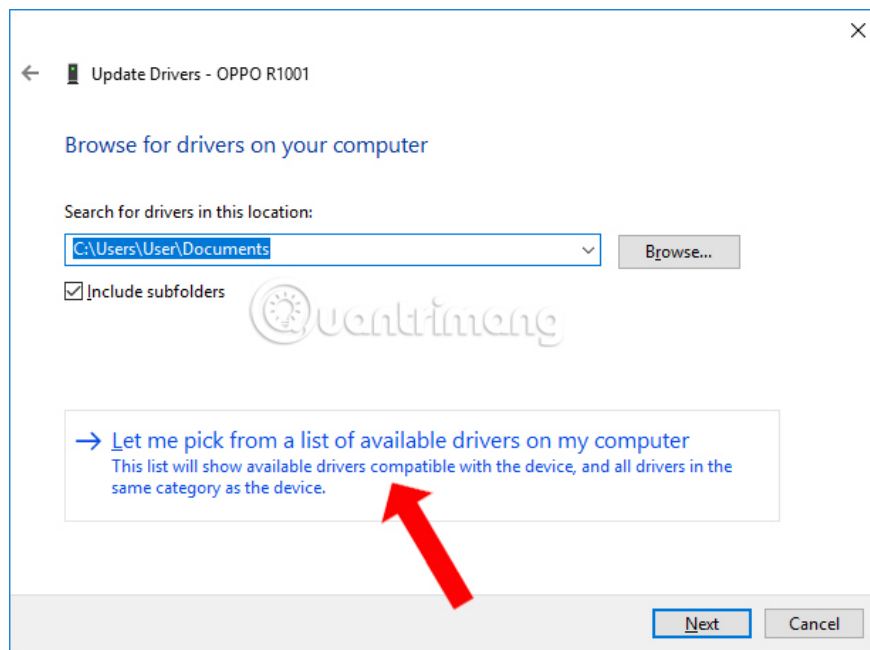 Update Drivers - OPPO R1001
Browse for drivers on your computer
Search for drivers in this location:
C:\Users\User\Documents
Browse...
Include subfolders
Quantrimang
Let me pick from a list of available drivers on my computer
This list will show available drivers compatible with the device, and all drivers in the
same category as the device.
Next
Cancel